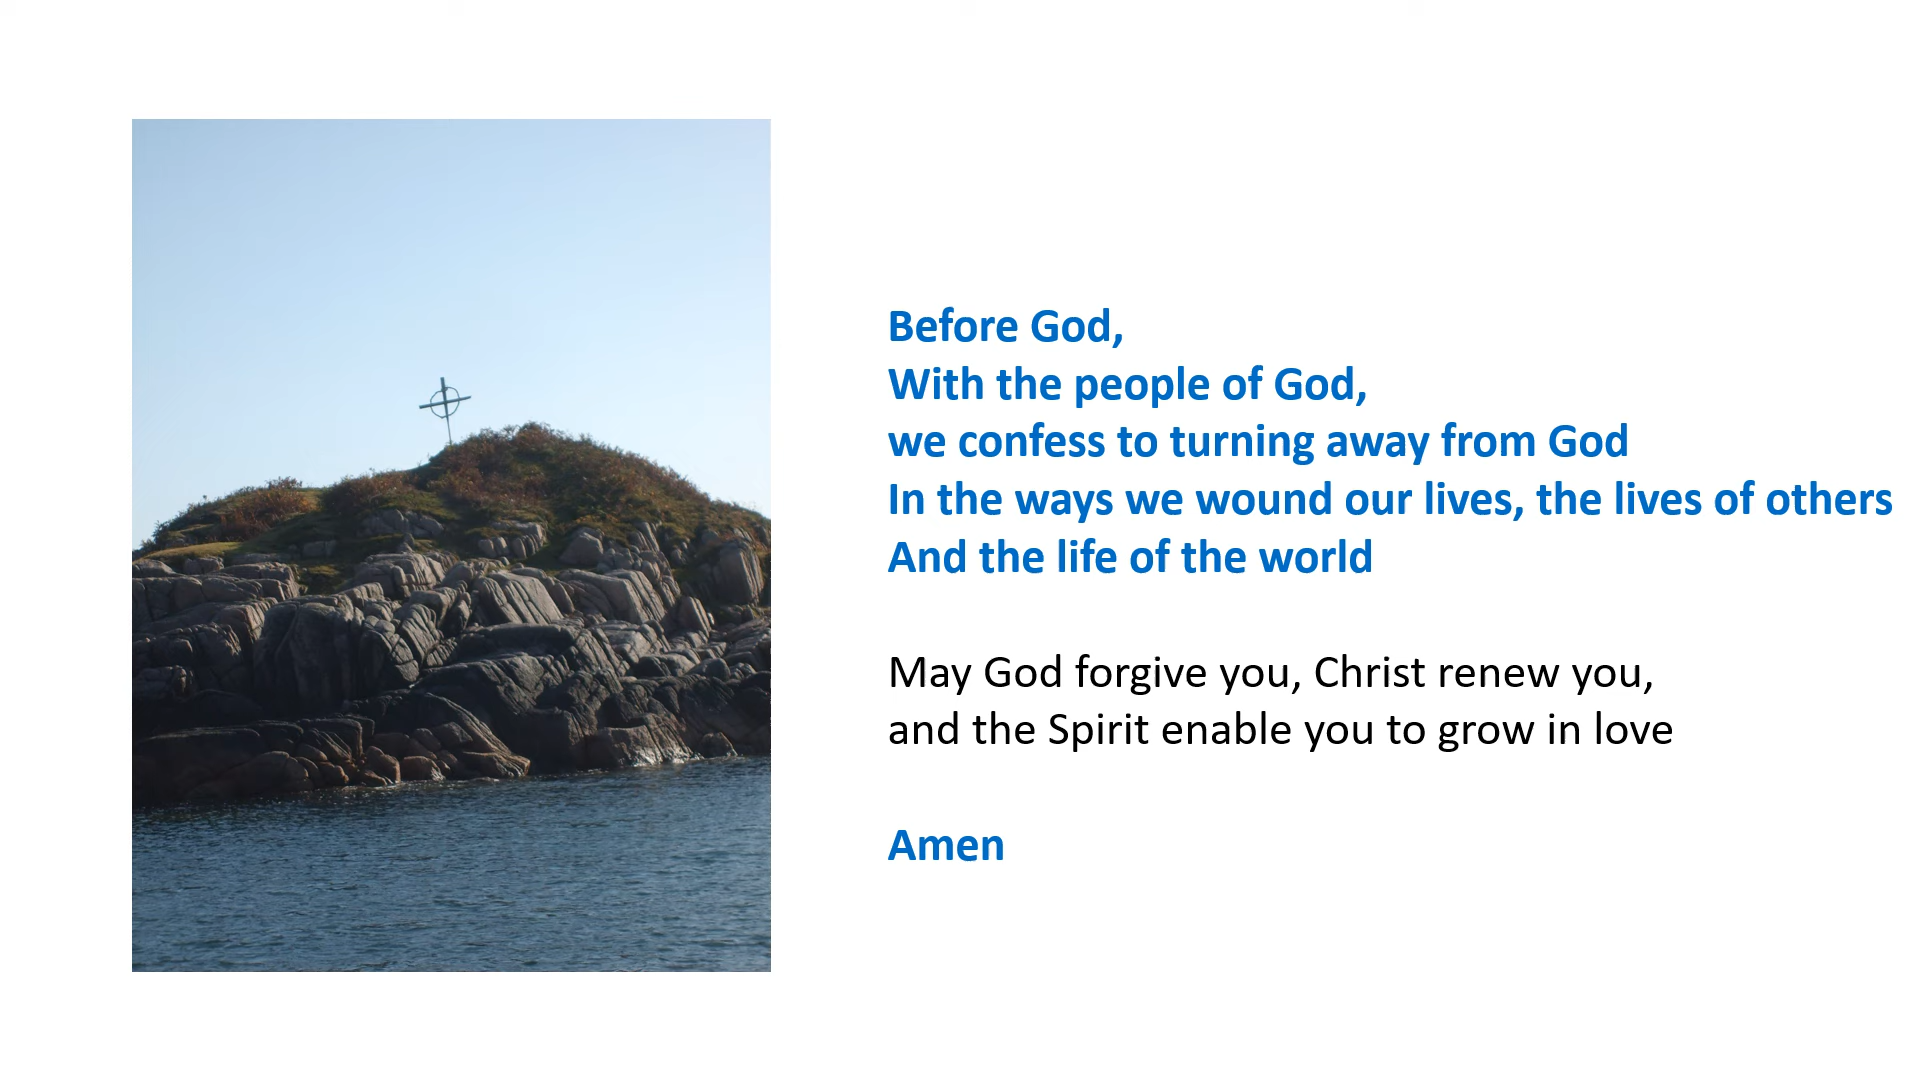 Before God,
With the people of God,
we confess to turning away from God
In the ways we wound our lives, the lives of others
And the life of the world
May God forgive you, Christ renew you,
and the Spirit enable you to grow in love
Amen